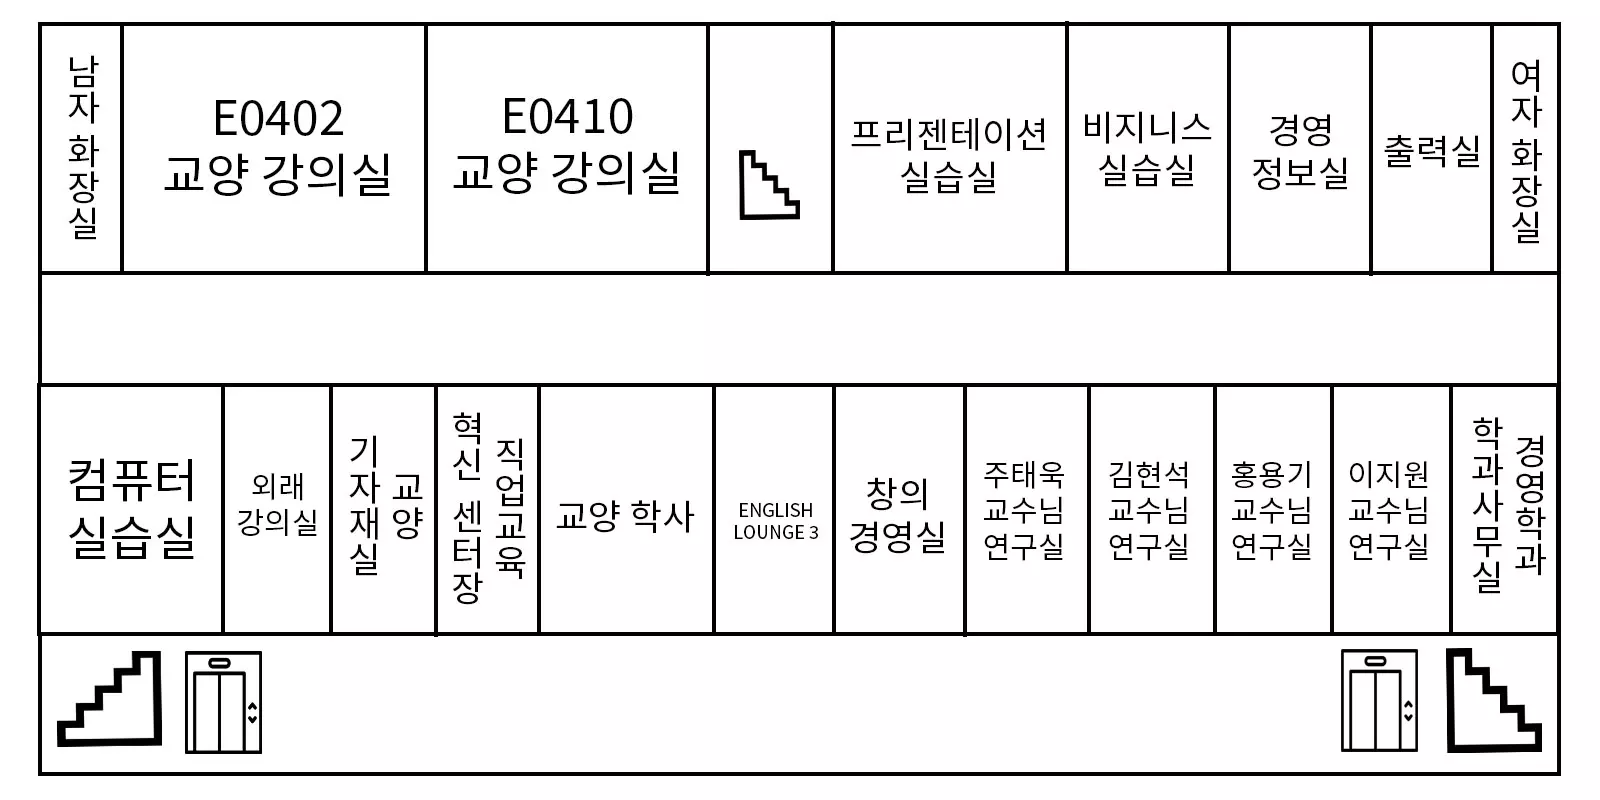 남자 화장실
E0402
교양 강의실
E0410
교양 강의실
프리젠테이션
실습실
비지니스
실습실
경영
정보실
출력실
여자 화장실
컴퓨터
실습실
외래
강의실
교양
기자재실
직업교육
혁신 센터장
교양 학사
ENGLISH
LOUNGE 3
창의
경영실
주태욱
교수님
연구실
김현석
교수님
연구실
홍용기
교수님
연구실
이지원
교수님
연구실
경영학과
학과사무실